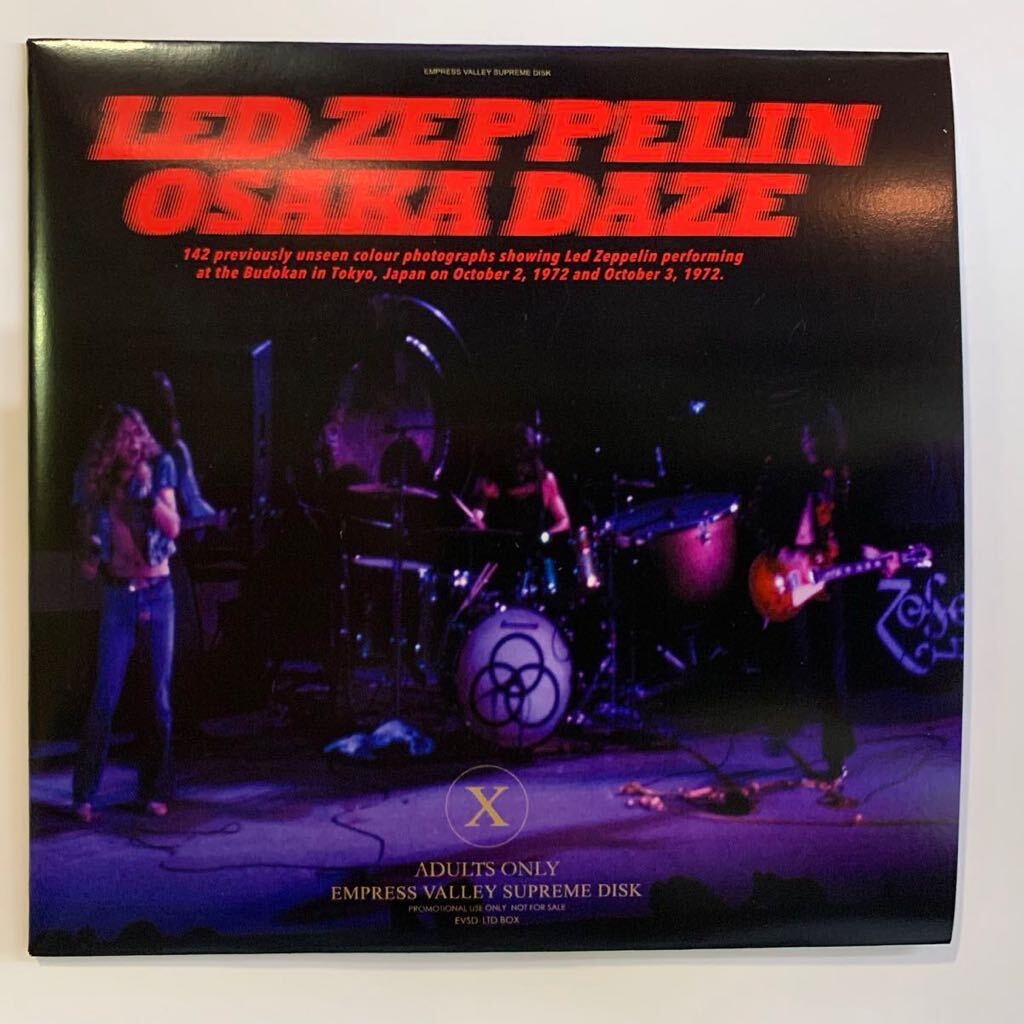 EMPRESS VALLEY SUPREME DISK
LED ZEPPELIN
OSAKA DAZE
142 previously unseen colour photographs showing Led Zeppelin performing
at the Budokan in Tokyo, Japan on October 2, 1972 and October 3, 1972.
X
ADULTS ONLY
EMPRESS VALLEY SUPREME DISK
PROMOTIONAL USE ONLY NOT FOR SALE
EVSD-LTD BOX